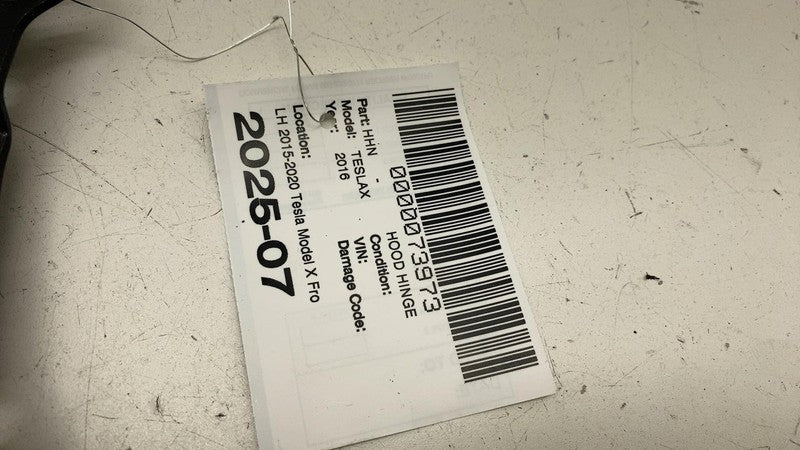 0000073973
Part: HHN - HOOD HINGE
Model: TESLAX Condition:
Year: 2016 VIN:
Damage Code:
Location:
LH 2015-2020 Tesla Model X Fro
2025-07